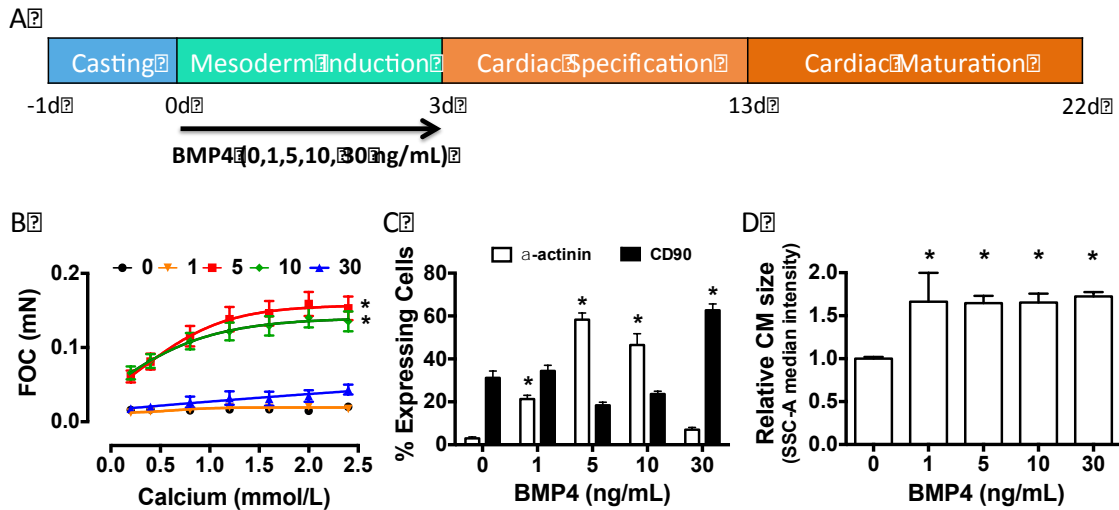 A
Casting Mesoderm Induction Cardiac Specification Cardiac Maturation
-1d 0d 3d 13d 22d
BMP4 (0,1,5,10, 30 ng/mL)
B
0 1 5 10 30
0.2
0.1
0.0
FOC (mN)
* *
0.0 0.5 1.0 1.5 2.0 2.5
Calcium (mmol/L)
C
a-actinin CD90
80
60
40
20
0
% Expressing Cells
* * * *
0 1 5 10 30
BMP4 (ng/mL)
D
2.0
1.5
1.0
0.5
0.0
Relative CM size
(SSC-A median intensity)
* * * *
0 1 5 10 30
BMP4 (ng/mL)